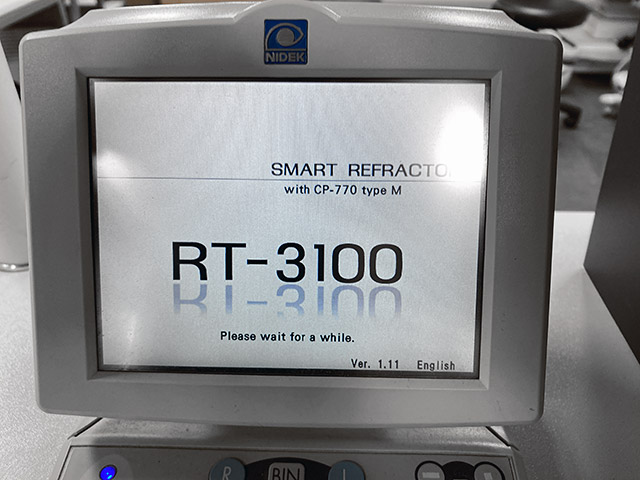 NIDEK
SMART REFRACTO
with CP-770 type M
RT-3100
Please wait for a while.
Ver. 1.11 English
R BIN L